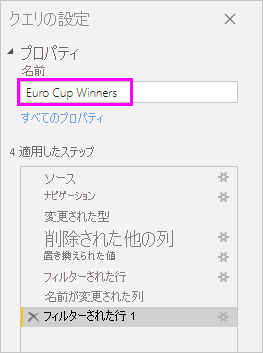 クエリの設定
プロパティ
名前
Euro Cup Winners
すべてのプロパティ
4 適用したステップ
ソース
ナビゲーション
変更された型
削除された他の列
置き換えられた値
フィルターされた行
名前が変更された列
フィルターされた行 1